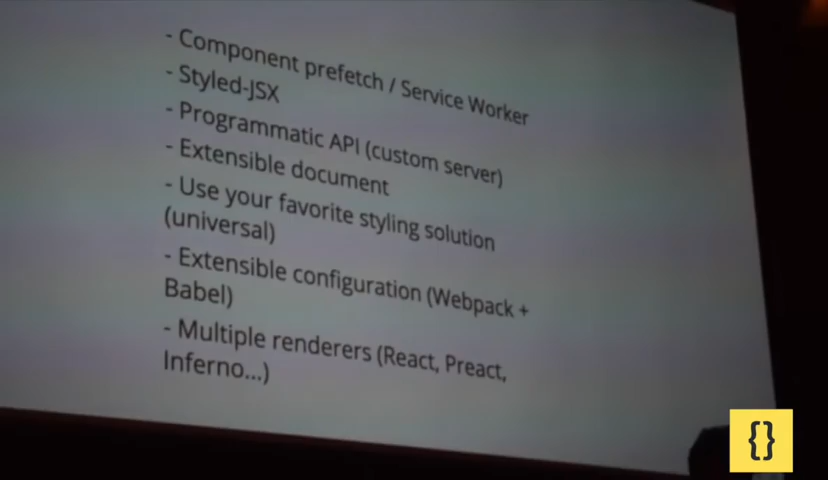 - Component prefetch / Service Worker
- Styled-JSX
- Programmatic API (custom server)
- Extensible document
- Use your favorite styling solution
(universal)
- Extensible configuration (Webpack +
Babel)
- Multiple renderers (React, Preact,
Inferno...)
{}